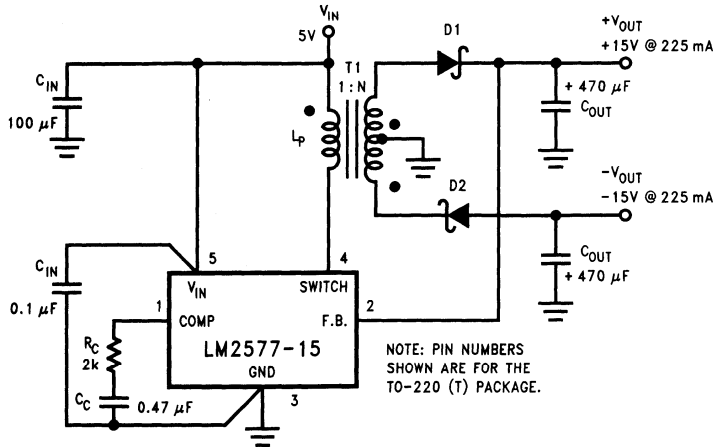 V_IN
5V
D1
+V_OUT
+15V @ 225 mA
T1
1:N
C_IN
100 μF
L_P
+ 470 μF
C_OUT
D2
-V_OUT
-15V @ 225 mA
C_IN
0.1 μF
5
4
C_OUT
+ 470 μF
V_IN
SWITCH
1
2
COMP
F.B.
R_C
2k
LM2577-15
GND
C_C
0.47 μF
3
NOTE: PIN NUMBERS
SHOWN ARE FOR THE
TO-220 (T) PACKAGE.